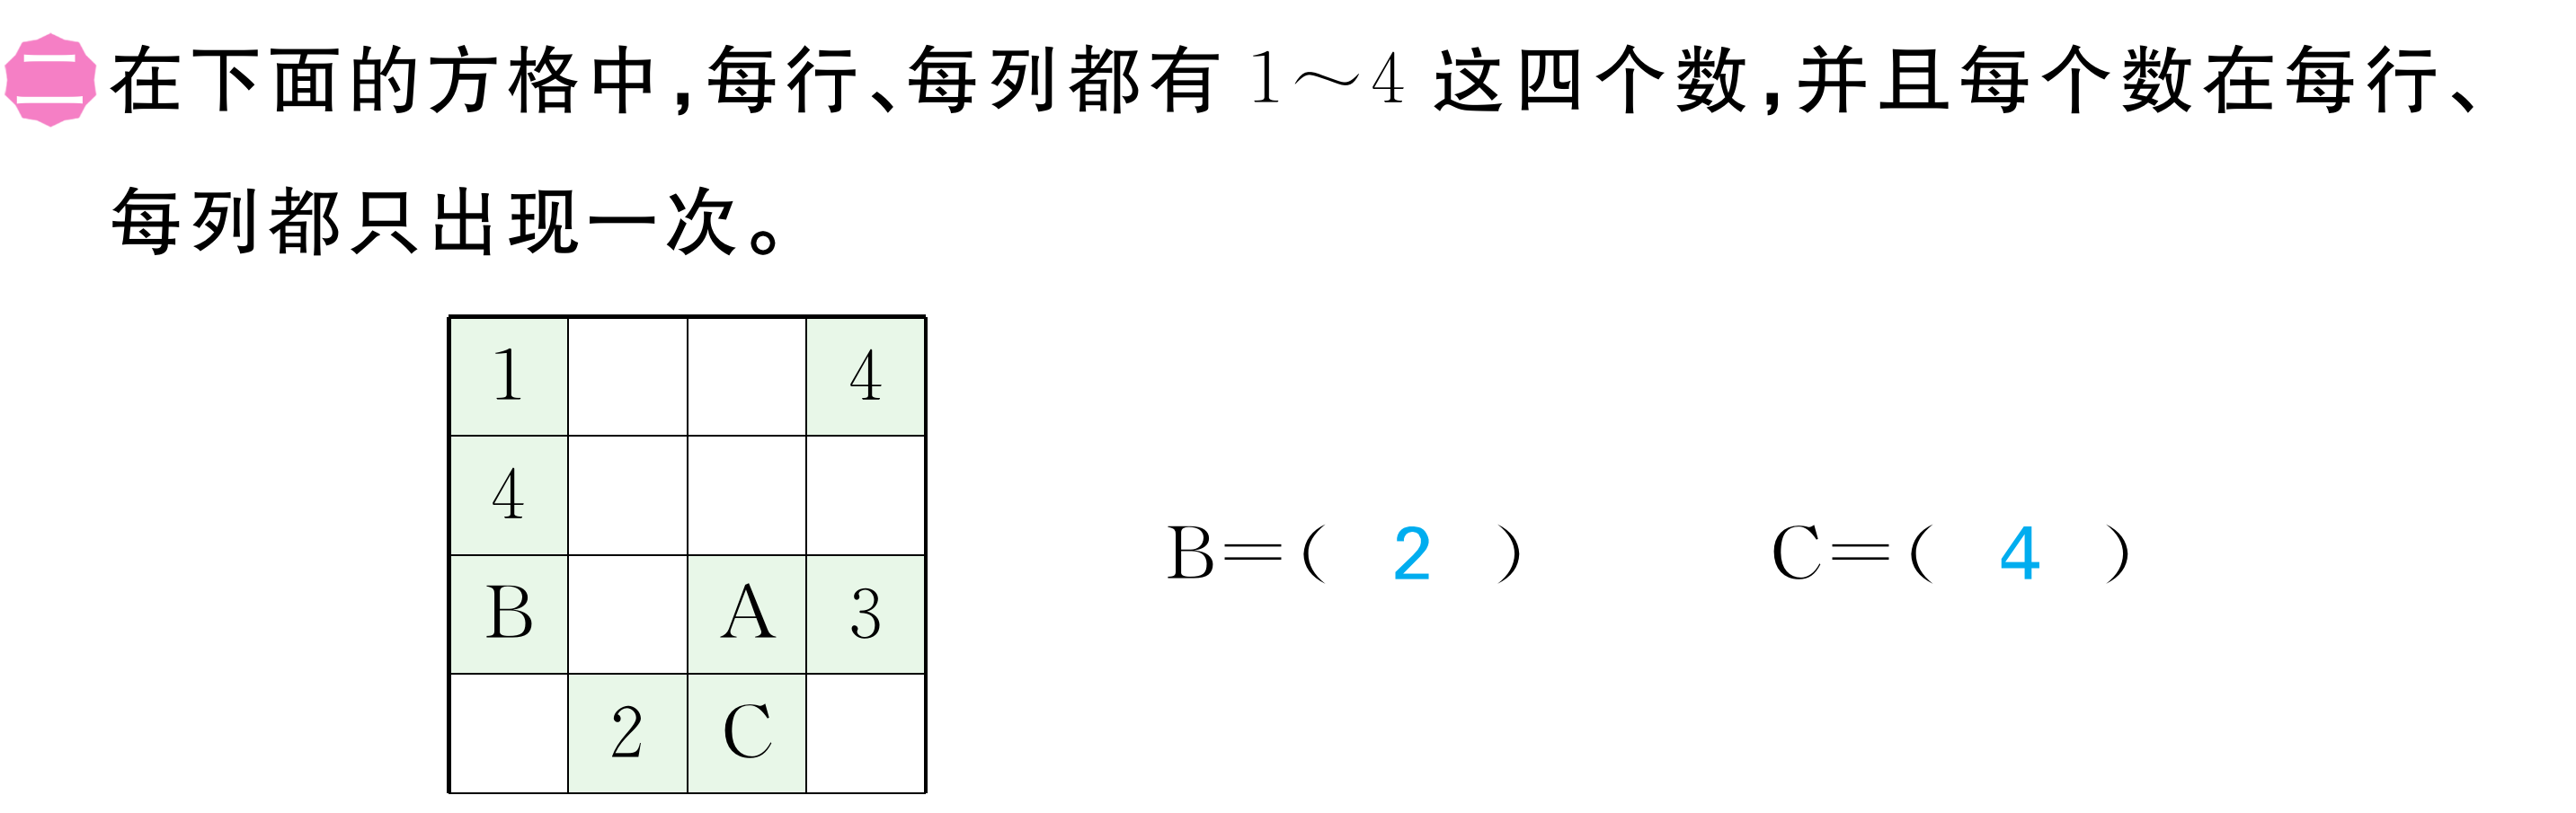 二 在下面的方格中,每行、每列都有 1~4 这四个数,并且每个数在每行、
每列都只出现一次。
1 4
4
B A 3
2 C
B=( 2 ) C=( 4 )